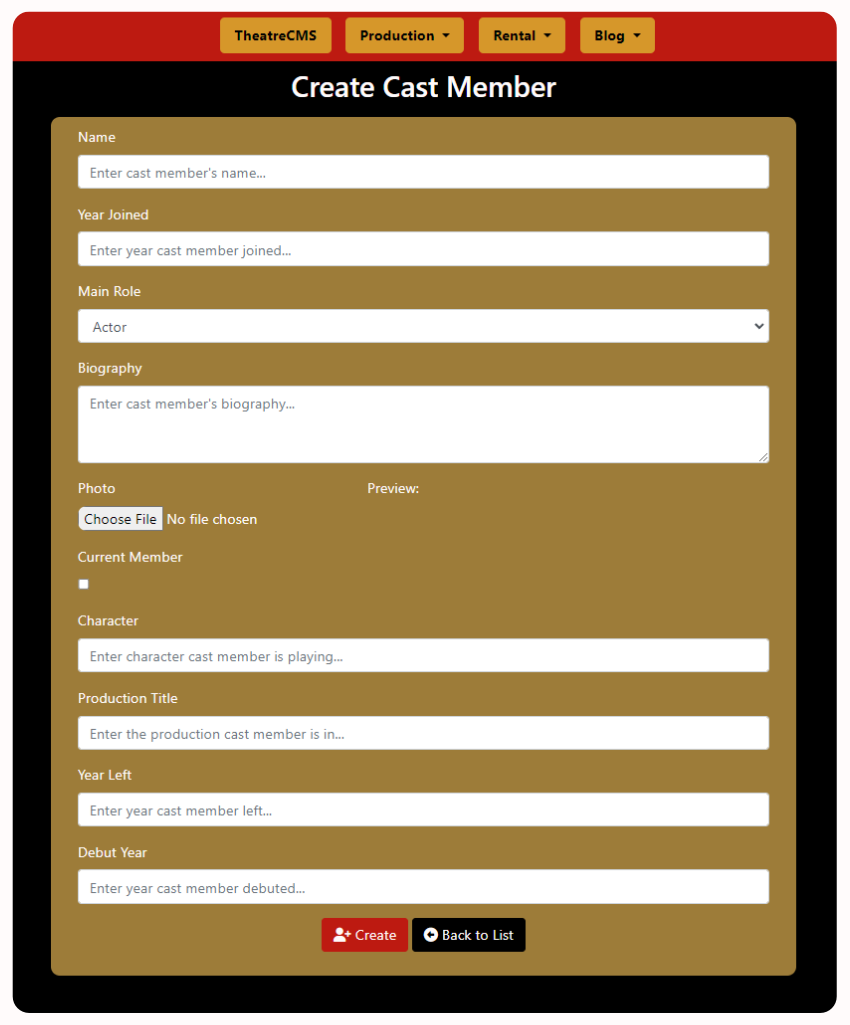 TheatreCMS Production Rental Blog
Create Cast Member
Name
Enter cast member's name...
Year Joined
Enter year cast member joined...
Main Role
Actor
Biography
Enter cast member's biography...
Photo Preview:
Choose File No file chosen
Current Member
Character
Enter character cast member is playing...
Production Title
Enter the production cast member is in...
Year Left
Enter year cast member left...
Debut Year
Enter year cast member debuted...
Create Back to List